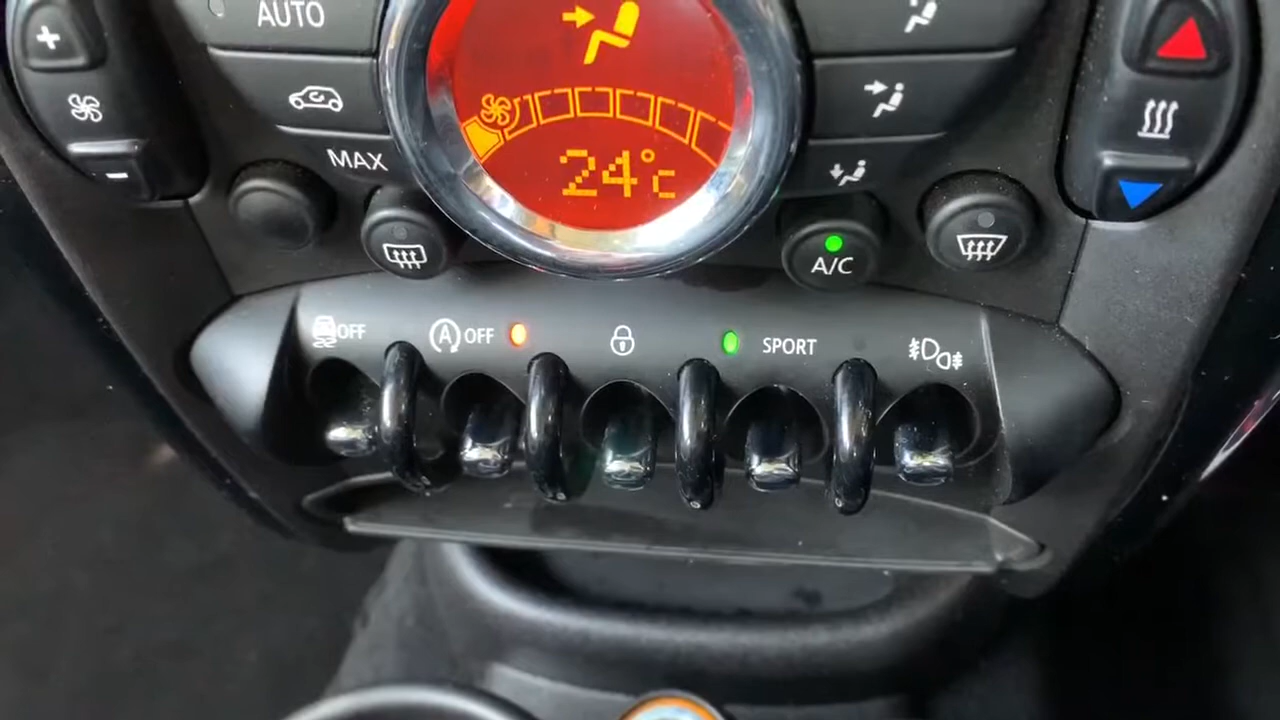 AUTO
MAX
24°C
A/C
OFF
A OFF
SPORT